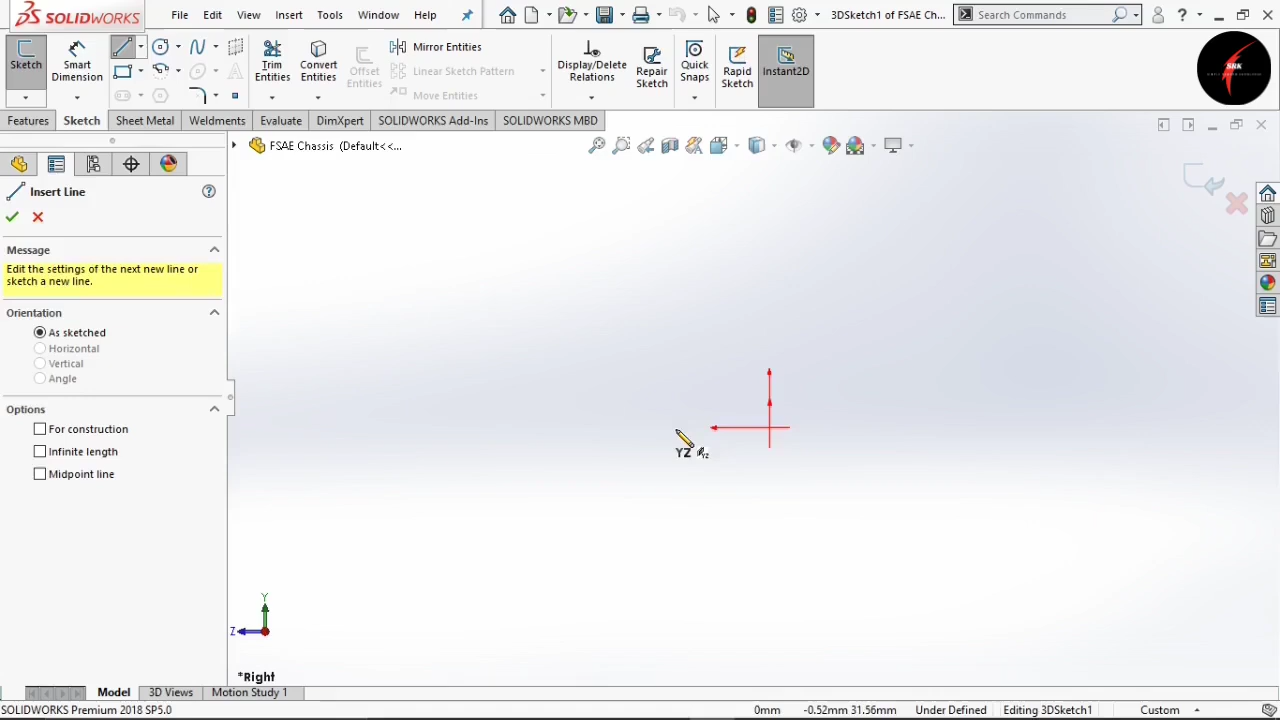 SOLIDWORKS
File Edit View Insert Tools Window Help
3DSketch1 of FSAE Ch...
Search Commands
Sketch
Smart Dimension
Trim Entities
Convert Entities
Offset Entities
Mirror Entities
Linear Sketch Pattern
Move Entities
Display/Delete Relations
Repair Sketch
Quick Snaps
Rapid Sketch
Instant2D
SRK
Features Sketch Sheet Metal Weldments Evaluate DimXpert SOLIDWORKS Add-Ins SOLIDWORKS MBD
FSAE Chassis (Default<<...
Insert Line
Message
Edit the settings of the next new line or
sketch a new line.
Orientation
As sketched
Horizontal
Vertical
Angle
Options
For construction
Infinite length
Midpoint line
YZ
Y
Z
*Right
Model 3D Views Motion Study 1
SOLIDWORKS Premium 2018 SP5.0
0mm -0.52mm 31.56mm Under Defined Editing 3DSketch1 Custom